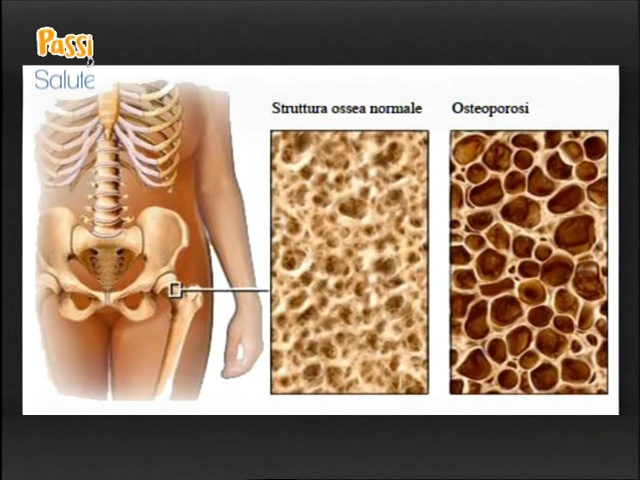 Passi
Salute
Struttura ossea normale
Osteoporosi